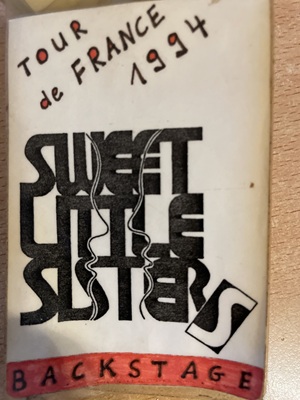 TOUR
de FRANCE
1994
SWEET
LITTLE
SISTERS
BACKSTAGE